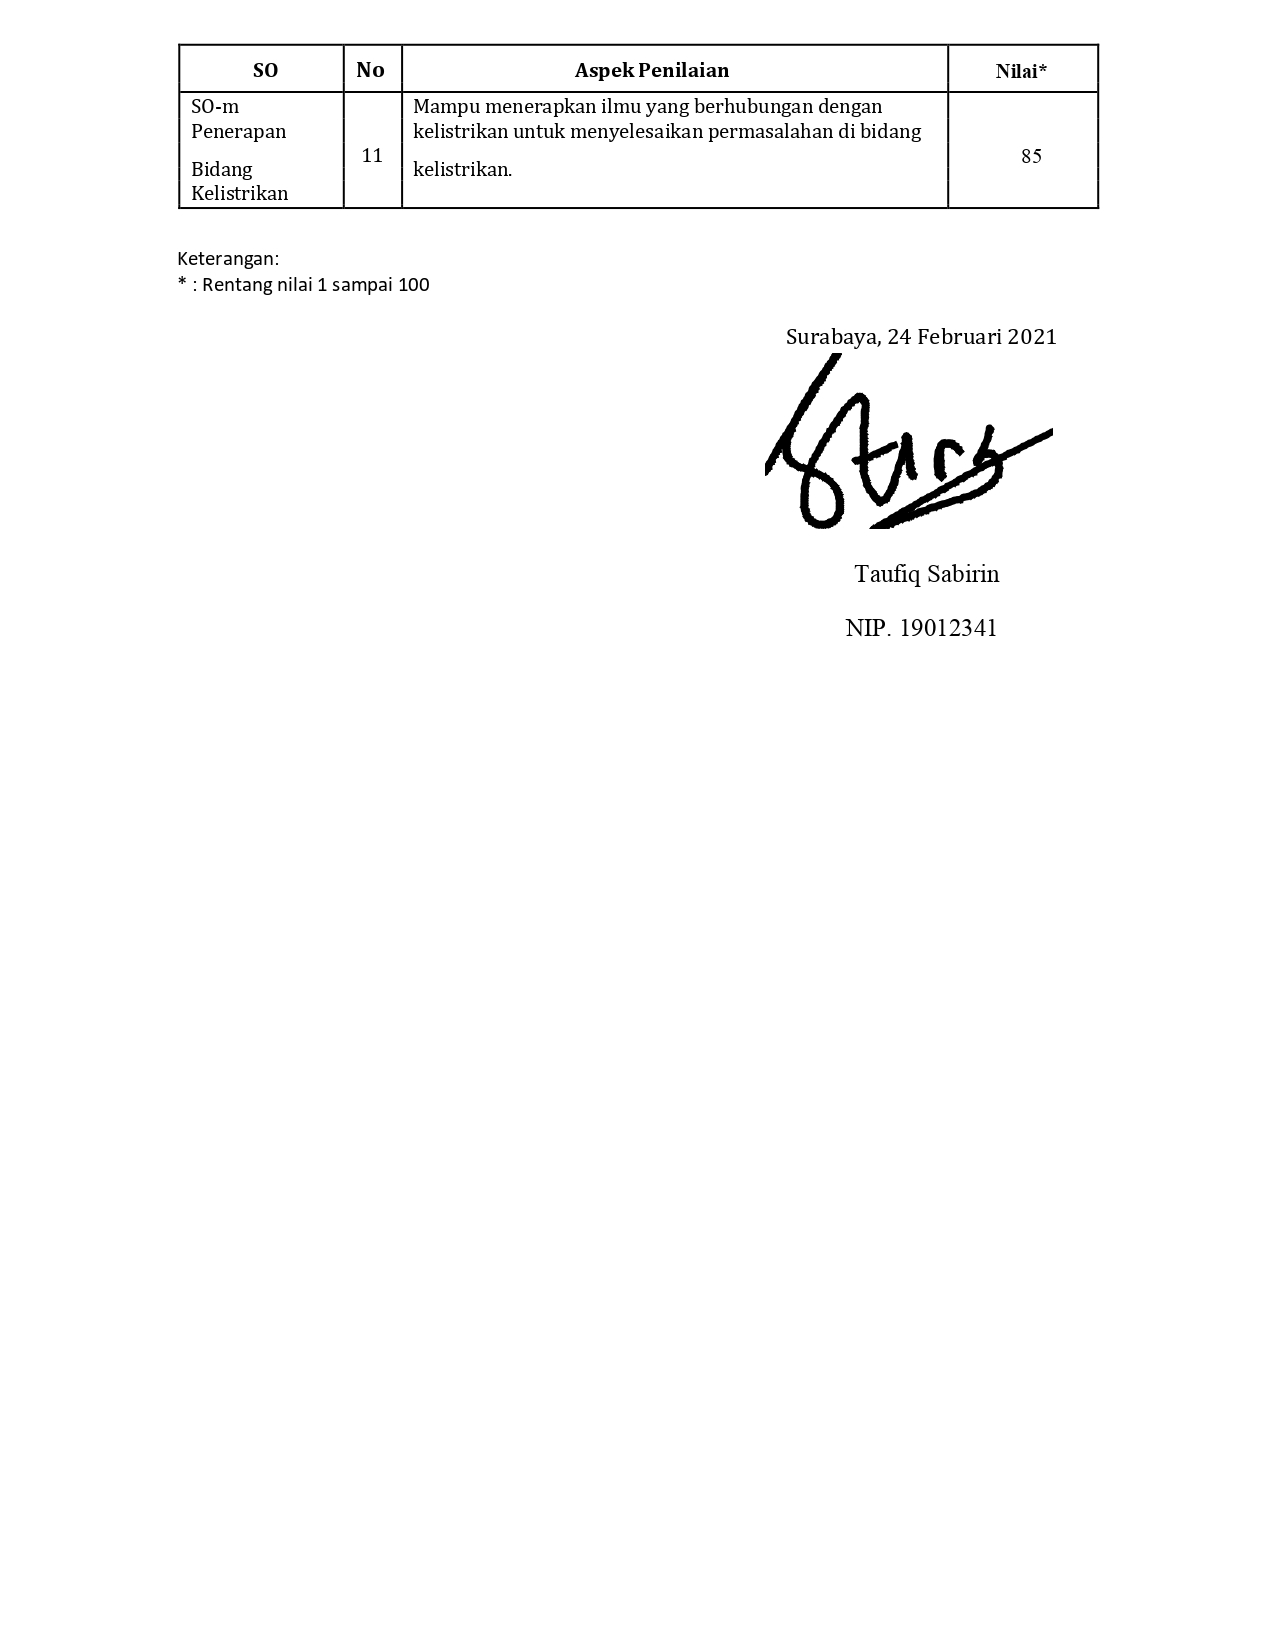 SO No Aspek Penilaian Nilai*
SO-m
Penerapan
Bidang
Kelistrikan
11
Mampu menerapkan ilmu yang berhubungan dengan
kelistrikan untuk menyelesaikan permasalahan di bidang
kelistrikan.
85
Keterangan:
* : Rentang nilai 1 sampai 100
Surabaya, 24 Februari 2021
Taufiq Sabirin
NIP. 19012341